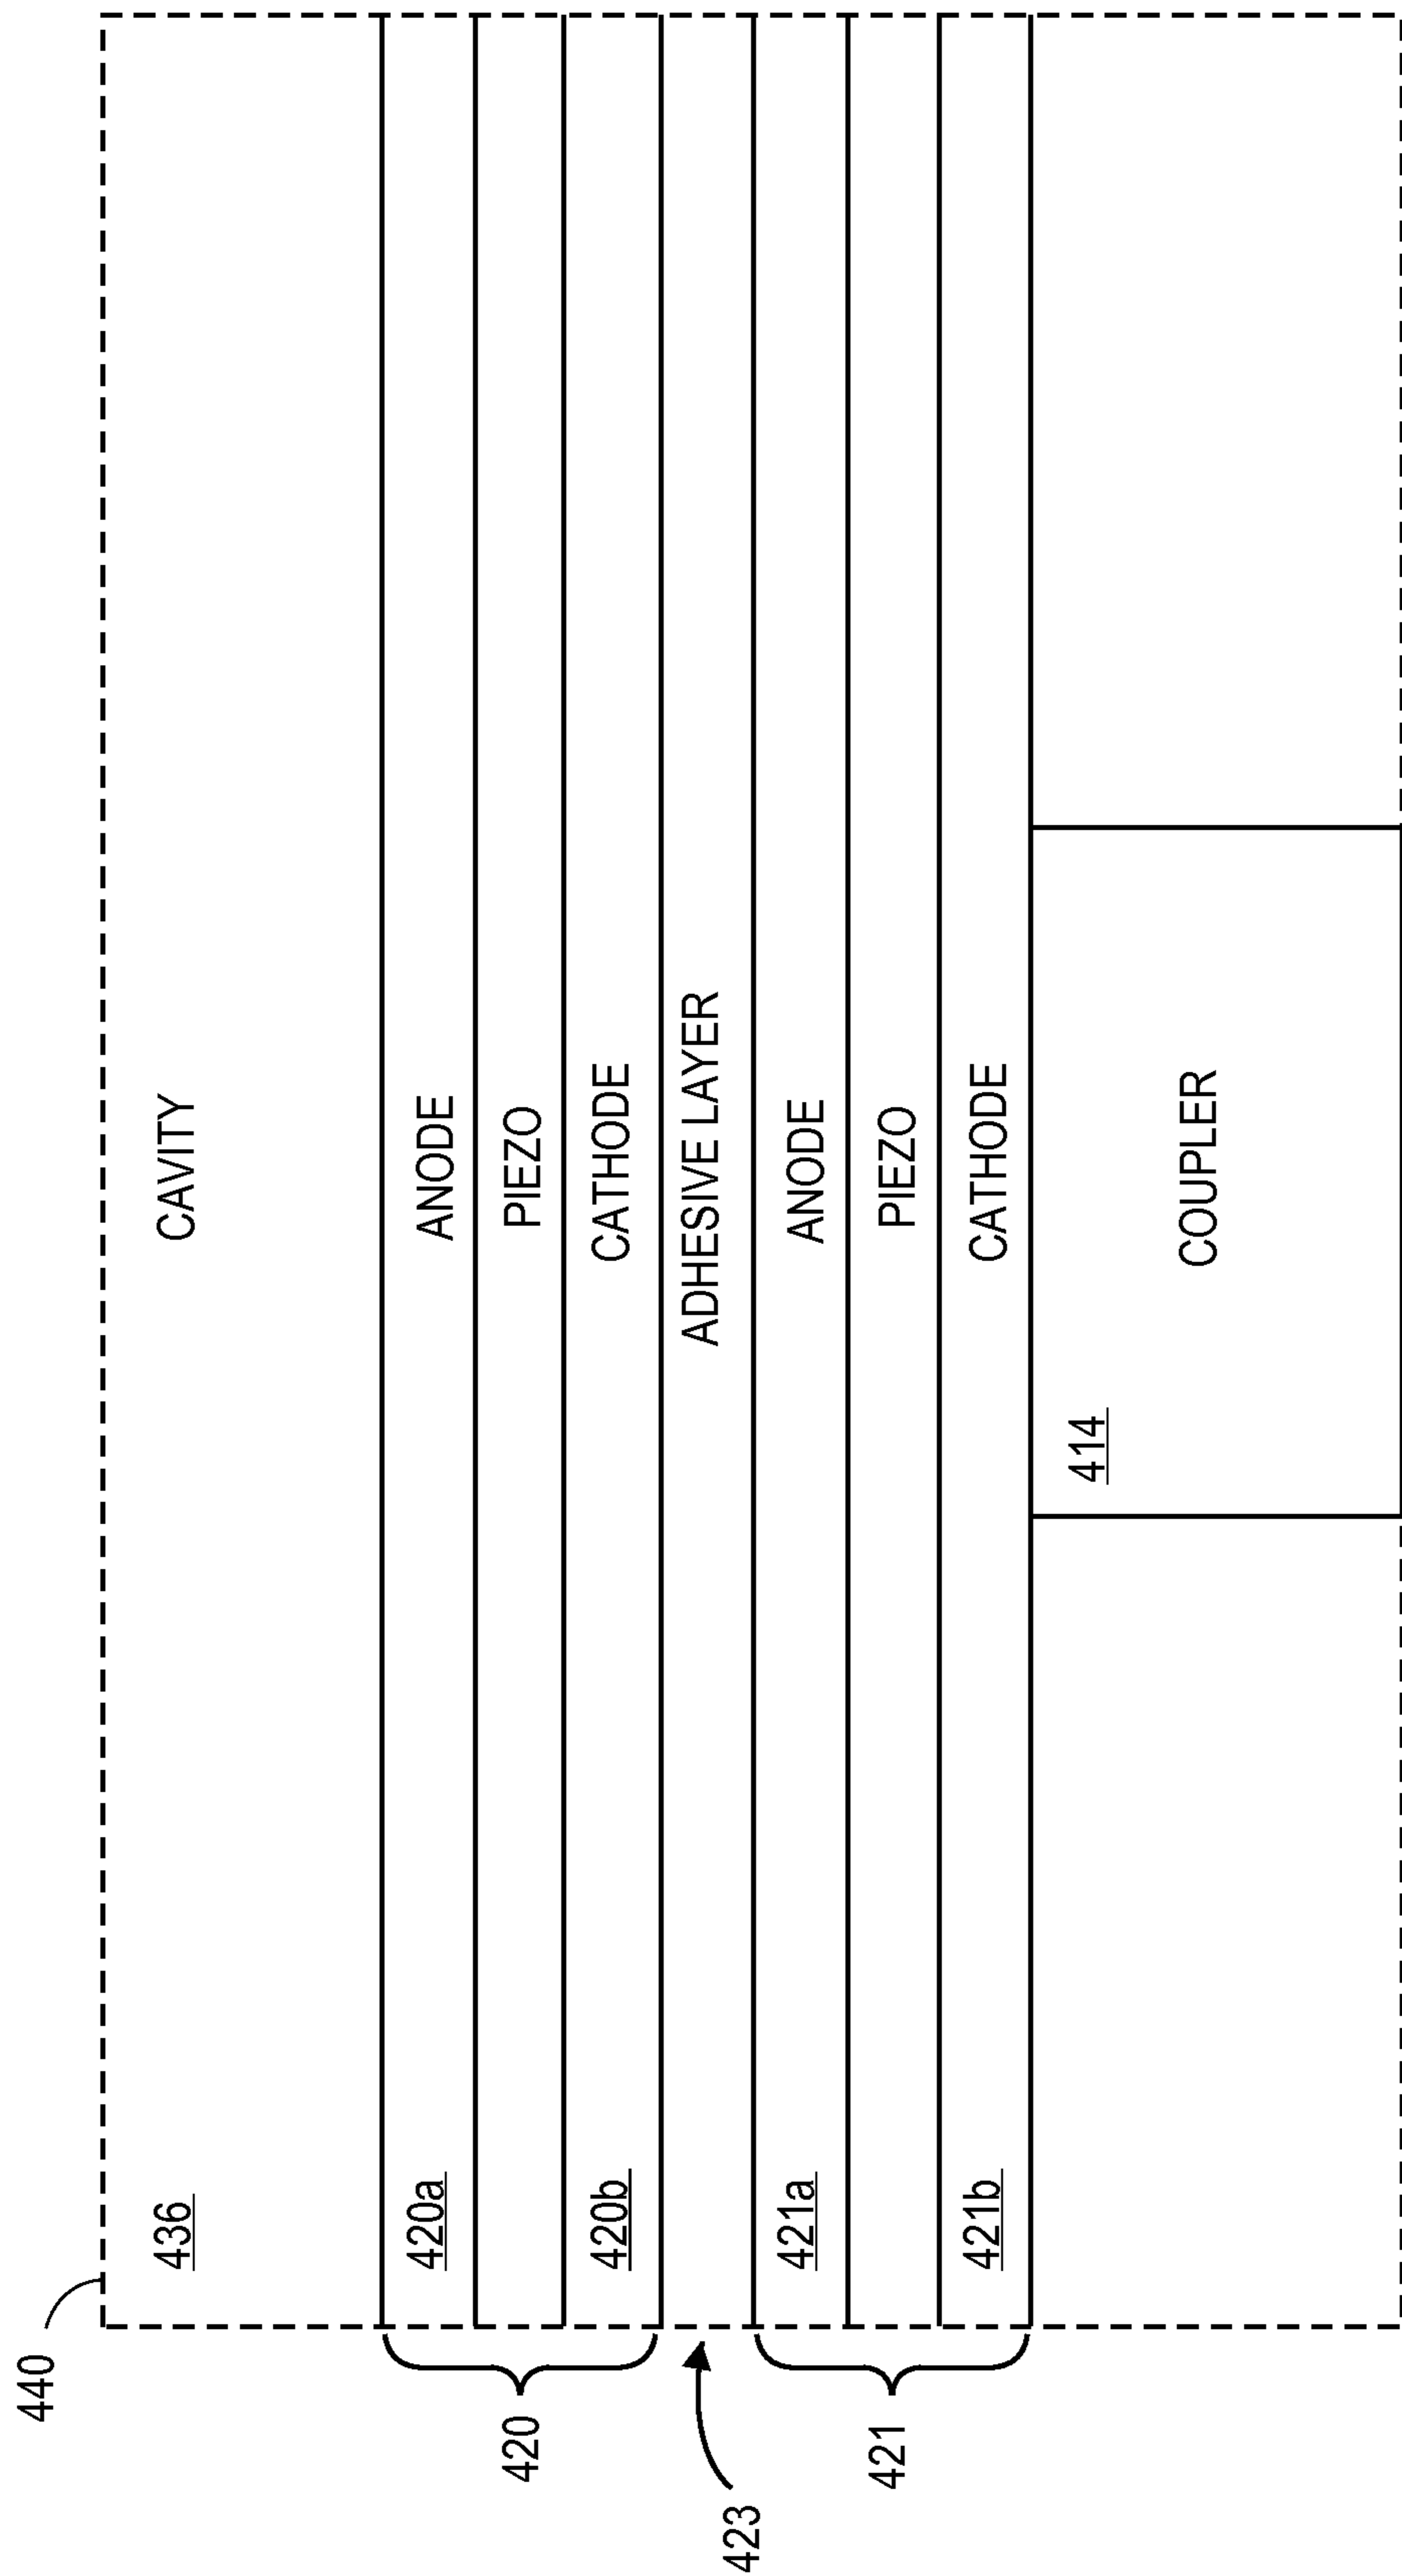 440
436
CAVITY
420
420a
ANODE
PIEZO
420b
CATHODE
423
ADHESIVE LAYER
421
421a
ANODE
PIEZO
421b
CATHODE
414
COUPLER